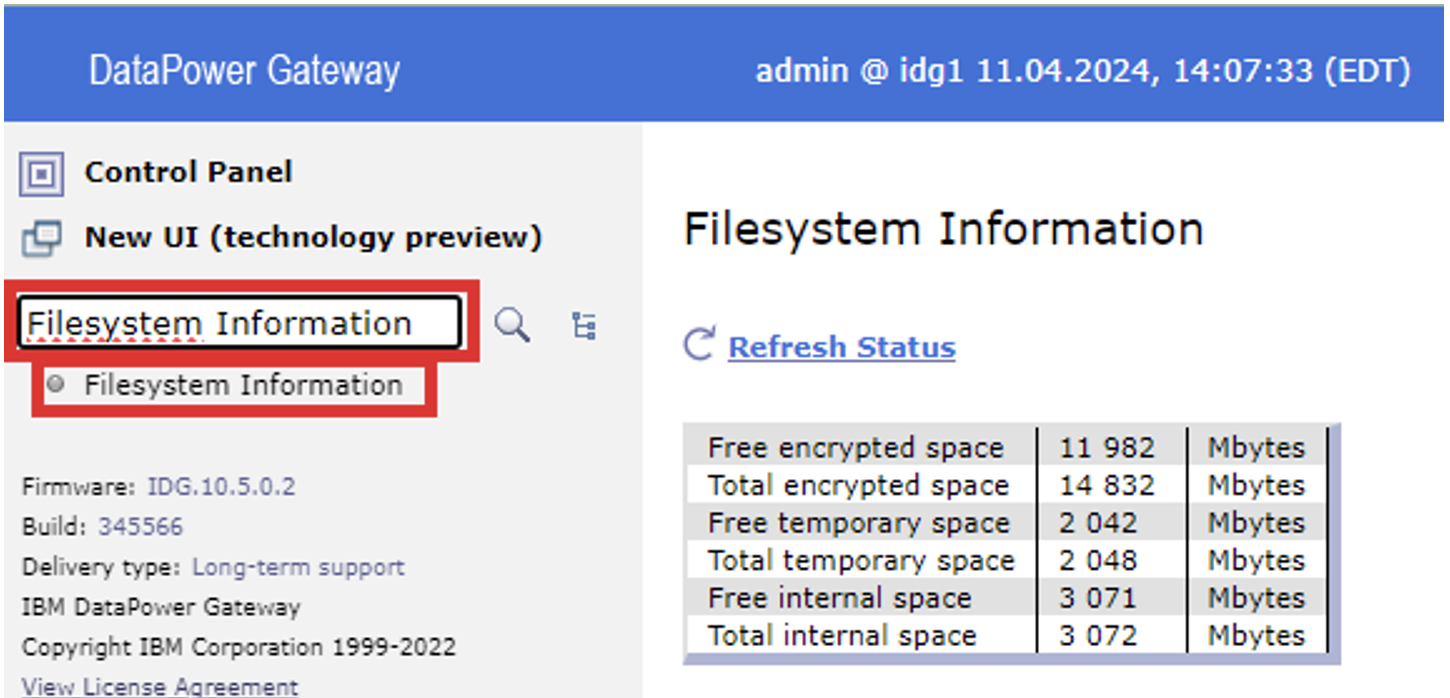 DataPower Gateway
admin @ idg1 11.04.2024, 14:07:33 (EDT)
Control Panel
New UI (technology preview)
Filesystem Information
Filesystem Information
Firmware: IDG.10.5.0.2
Build: 345566
Delivery type: Long-term support
IBM DataPower Gateway
Copyright IBM Corporation 1999-2022
View License Agreement
Filesystem Information
Refresh Status
Free encrypted space 11 982 Mbytes
Total encrypted space 14 832 Mbytes
Free temporary space 2 042 Mbytes
Total temporary space 2 048 Mbytes
Free internal space 3 071 Mbytes
Total internal space 3 072 Mbytes